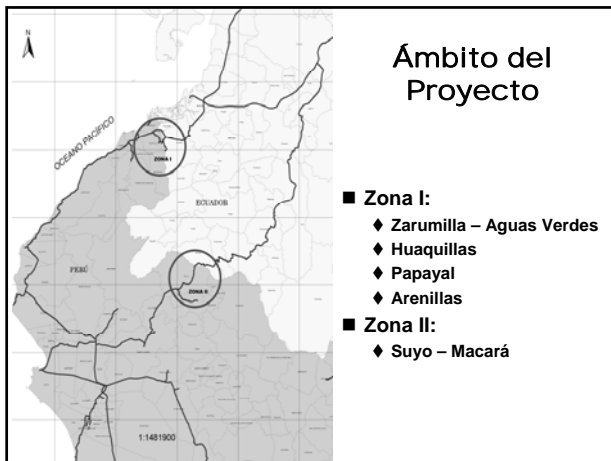 N
OCEANO PACÍFICO
ZONA I
ECUADOR
PERÚ
ZONA II
1:1481900
Ámbito del
Proyecto
■ Zona I:
♦ Zarumilla – Aguas Verdes
♦ Huaquillas
♦ Papayal
♦ Arenillas
■ Zona II:
♦ Suyo – Macará